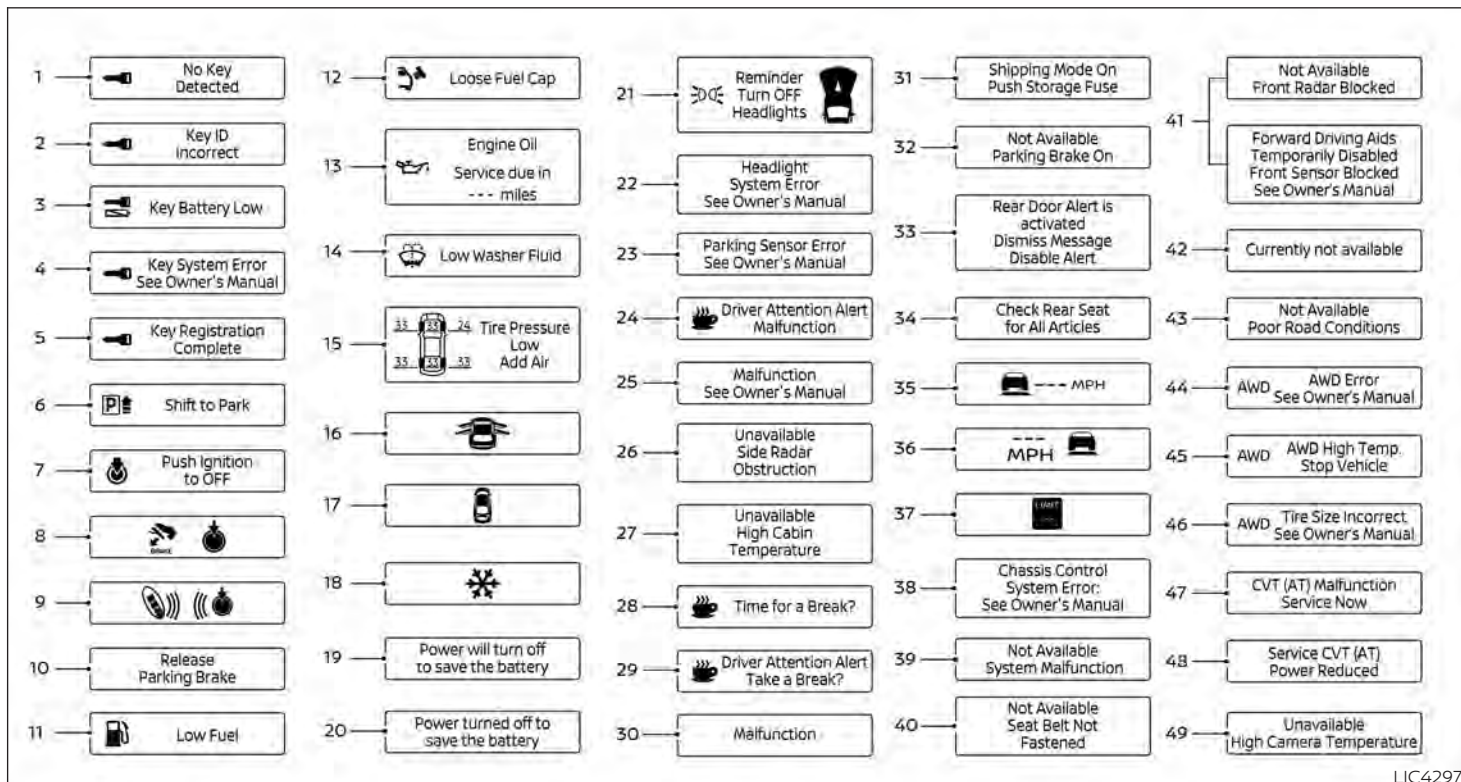 1
No Key
Detected
2
Key ID
Incorrect
3
Key Battery Low
4
Key System Error
See Owner's Manual
5
Key Registration
Complete
6
P
Shift to Park
7
Push Ignition
to OFF
8
BRAKE
9
10
Release
Parking Brake
11
Low Fuel
12
Loose Fuel Cap
13
Engine Oil
Service due in
--- miles
14
Low Washer Fluid
15
33 33 24
33 33 33
Tire Pressure
Low
Add Air
16
17
18
19
Power will turn off
to save the battery
20
Power turned off to
save the battery
21
Reminder
Turn OFF
Headlights
22
Headlight
System Error
See Owner's Manual
23
Parking Sensor Error
See Owner's Manual
24
Driver Attention Alert
Malfunction
25
Malfunction
See Owner's Manual
26
Unavailable
Side Radar
Obstruction
27
Unavailable
High Cabin
Temperature
28
Time for a Break?
29
Driver Attention Alert
Take a Break?
30
Malfunction
31
Shipping Mode On
Push Storage Fuse
32
Not Available
Parking Brake On
33
Rear Door Alert is
activated
Dismiss Message
Disable Alert
34
Check Rear Seat
for All Articles
35
--- MPH
36
---
MPH
37
LIMIT
---
38
Chassis Control
System Error:
See Owner's Manual
39
Not Available
System Malfunction
40
Not Available
Seat Belt Not
Fastened
41
Not Available
Front Radar Blocked
Forward Driving Aids
Temporarily Disabled
Front Sensor Blocked
See Owner's Manual
42
Currently not available
43
Not Available
Poor Road Conditions
44
AWD
AWD Error
See Owner's Manual
45
AWD
AWD High Temp.
Stop Vehicle
46
AWD
Tire Size Incorrect
See Owner's Manual
47
CVT (AT) Malfunction
Service Now
48
Service CVT (AT)
Power Reduced
49
Unavailable
High Camera Temperature
LIC4297